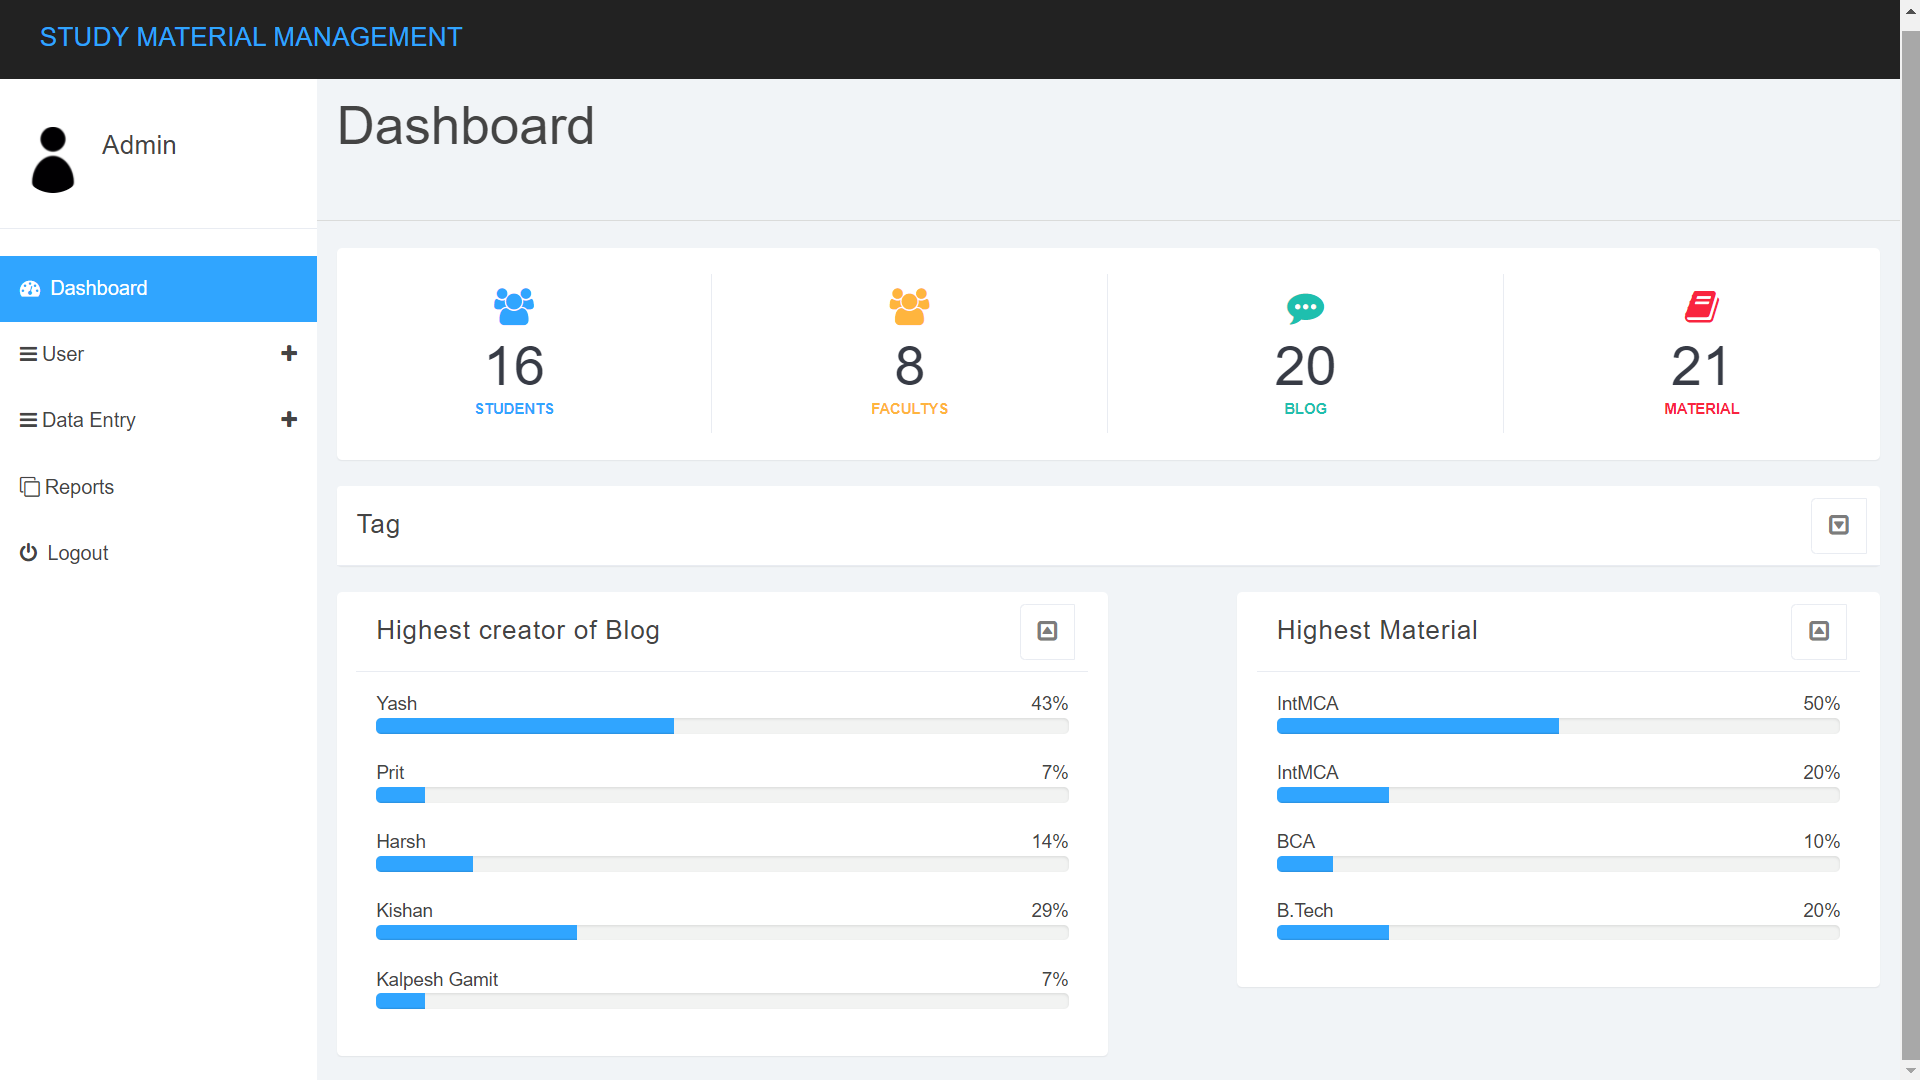 STUDY MATERIAL MANAGEMENT
Admin
Dashboard
User
Data Entry
Reports
Logout
Dashboard
16
STUDENTS
8
FACULTYS
20
BLOG
21
MATERIAL
Tag
Highest creator of Blog
Yash 43%
Prit 7%
Harsh 14%
Kishan 29%
Kalpesh Gamit 7%
Highest Material
IntMCA 50%
IntMCA 20%
BCA 10%
B.Tech 20%